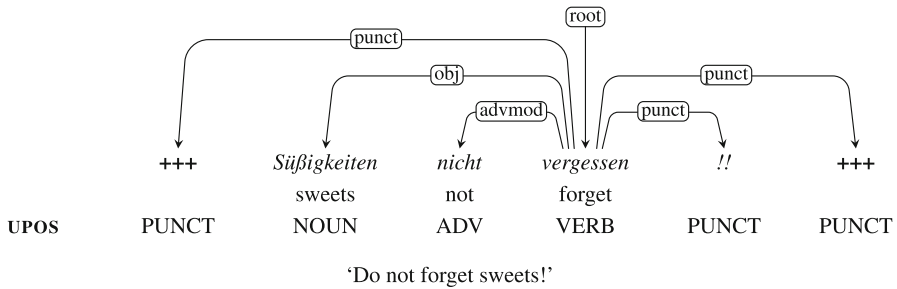 root
punct
obj punct
advmod punct
+++ Süßigkeiten nicht vergessen !! +++
sweets not forget
UPOS PUNCT NOUN ADV VERB PUNCT PUNCT
‘Do not forget sweets!’